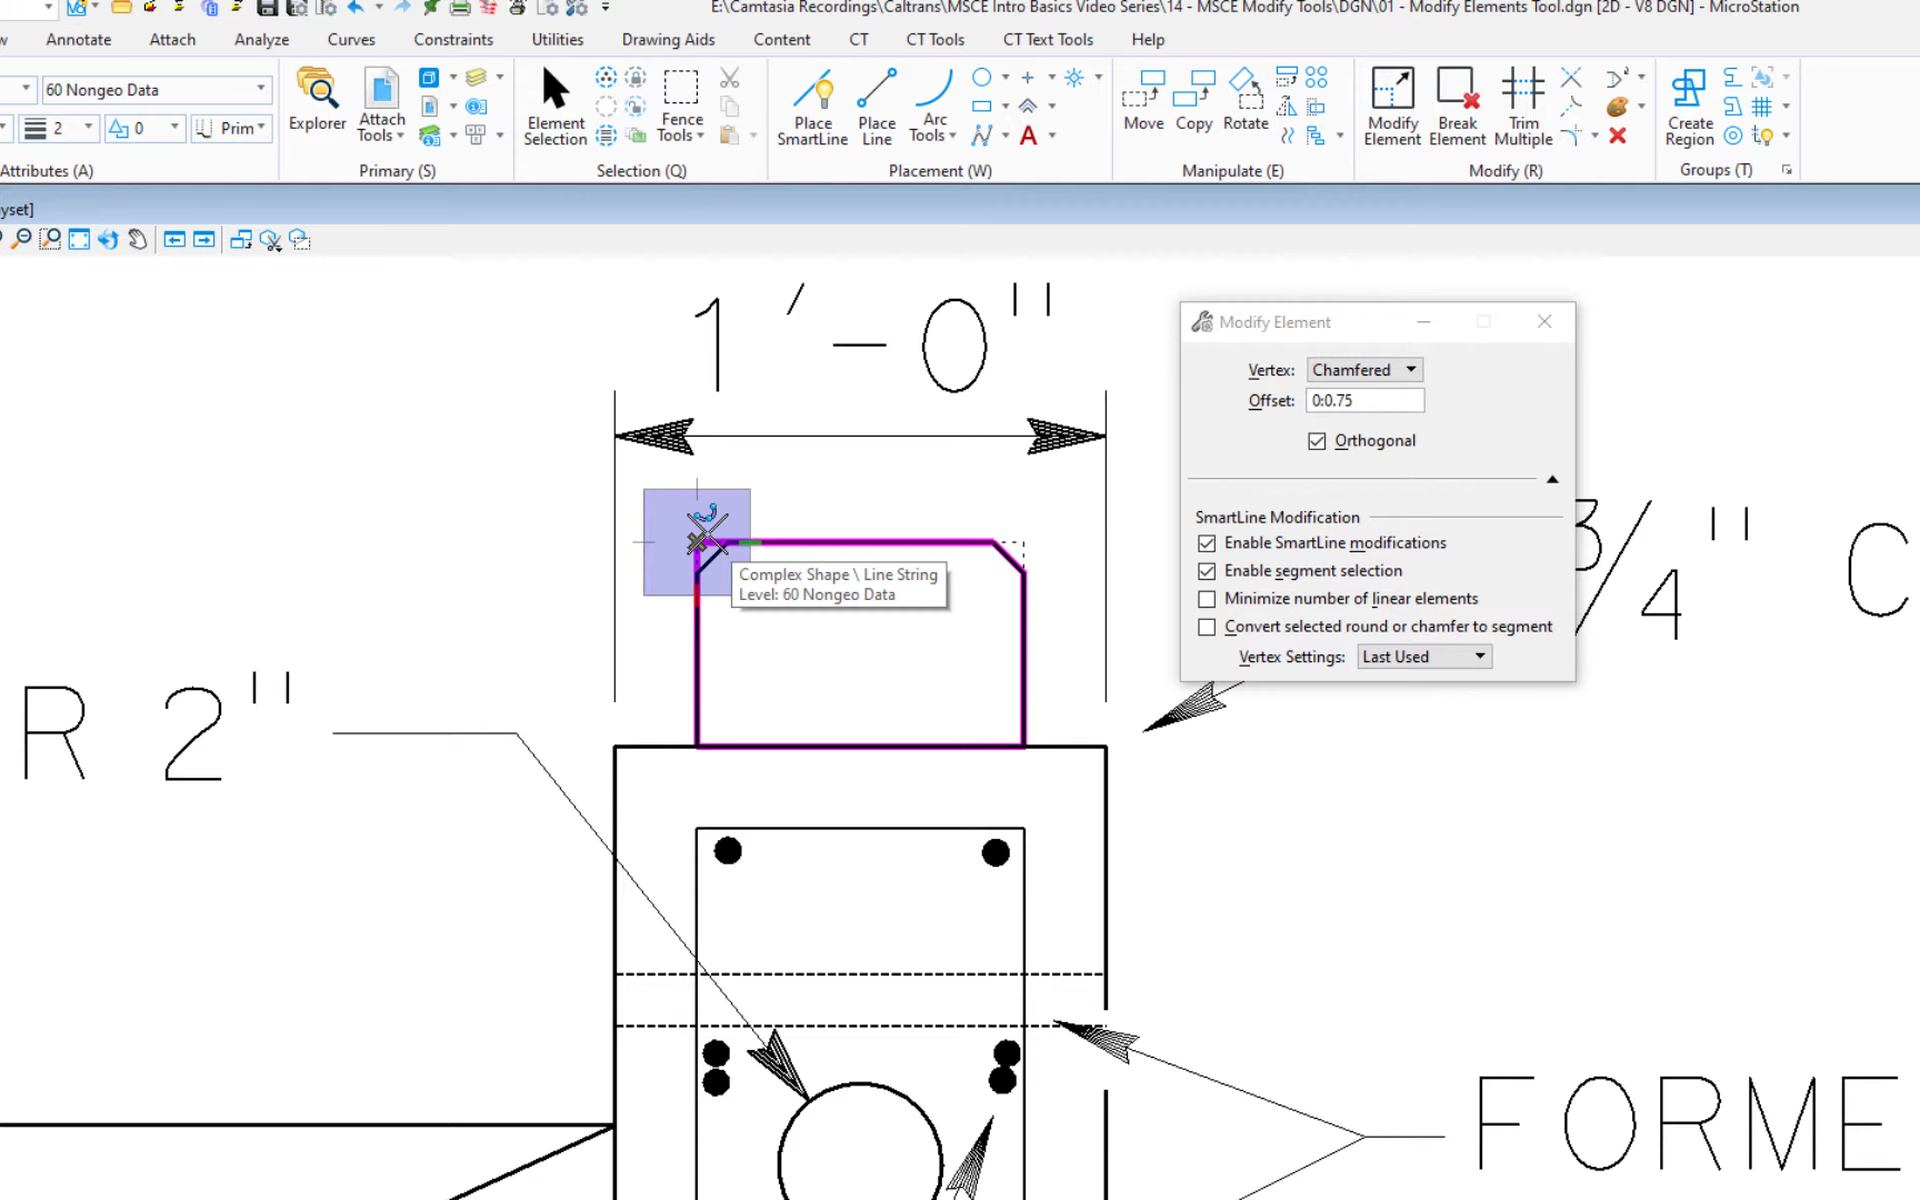 E:\Camtasia Recordings\Caltrans\MSCE Intro Basics Video Series\14 - MSCE Modify Tools\DGN\01 - Modify Elements Tool.dgn [2D - V8 DGN] - MicroStation
Annotate Attach Analyze Curves Constraints Utilities Drawing Aids Content CT CT Tools CT Text Tools Help
60 Nongeo Data
2 0 Prim
Explorer
Attach Tools
Element Selection
Fence Tools
Place SmartLine
Place Line
Arc Tools
Move
Copy
Rotate
Modify Element
Break Element
Trim Multiple
Create Region
Attributes (A) Primary (S) Selection (Q) Placement (W) Manipulate (E) Modify (R) Groups (T)
yset]
1'-0"
Modify Element
Vertex: Chamfered
Offset: 0:0.75
Orthogonal
SmartLine Modification
Enable SmartLine modifications
Enable segment selection
Minimize number of linear elements
Convert selected round or chamfer to segment
Vertex Settings: Last Used
Complex Shape \ Line String
Level: 60 Nongeo Data
3/4" C
R 2"
FORME